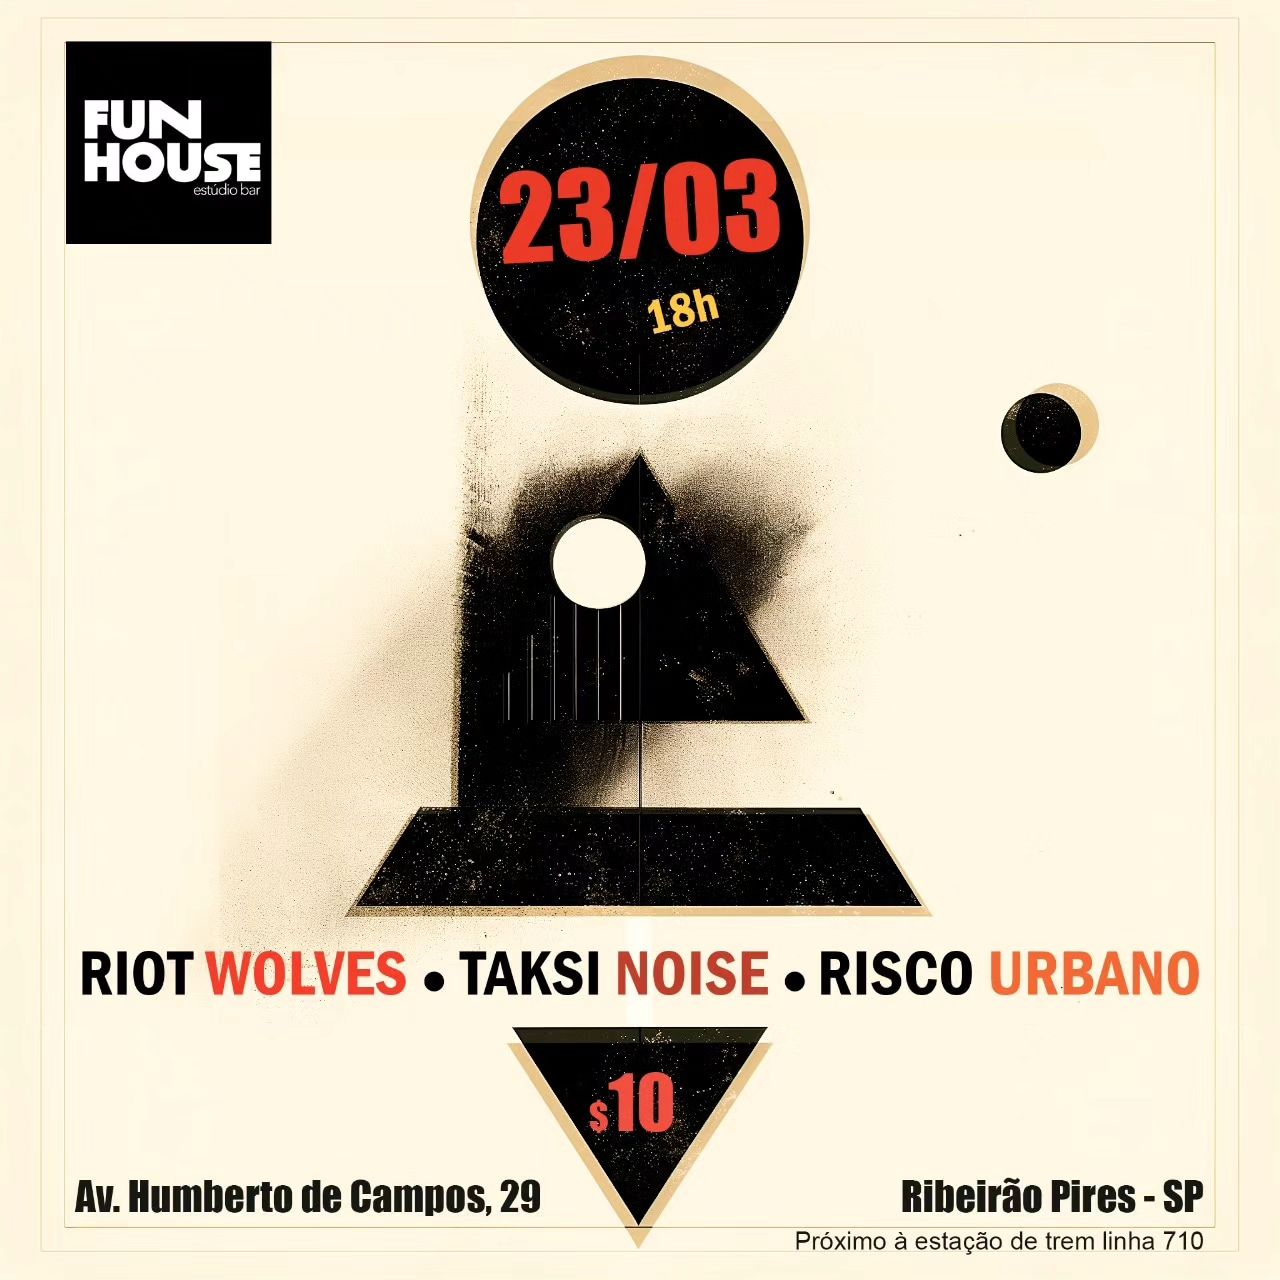 FUN
HOUSE
estúdio bar
23/03
18h
RIOT WOLVES • TAKSI NOISE • RISCO URBANO
$10
Av. Humberto de Campos, 29
Ribeirão Pires - SP
Próximo à estação de trem linha 710